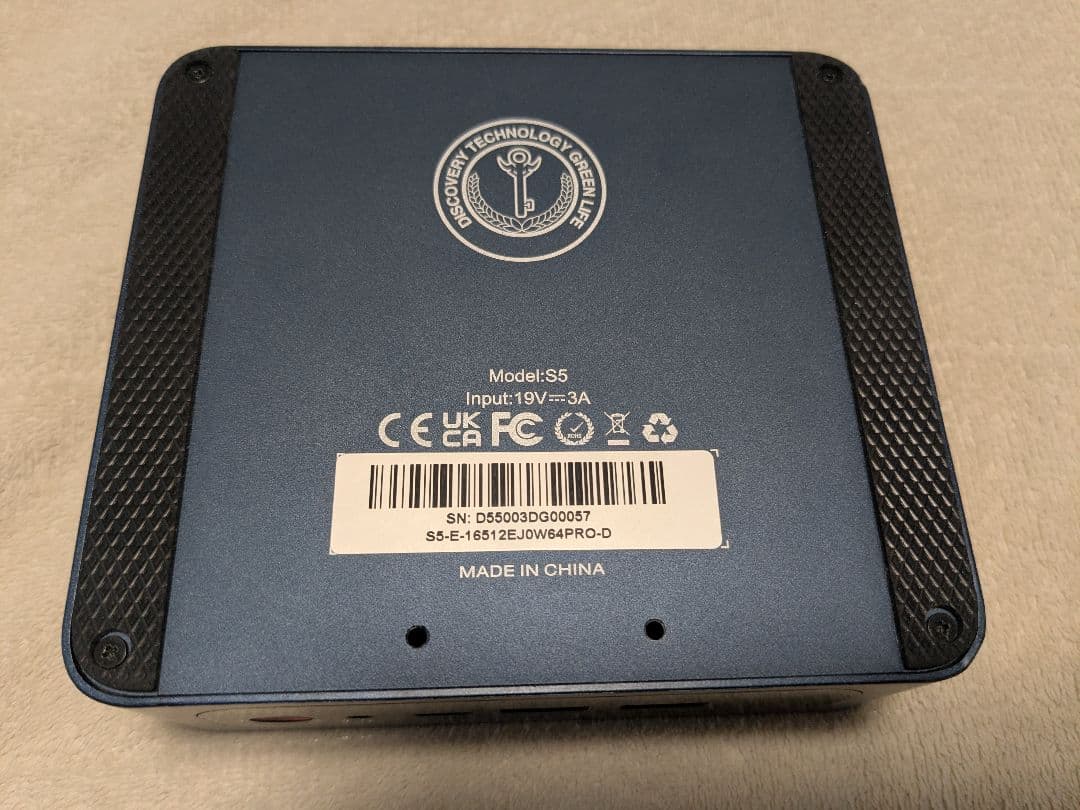 DISCOVERY TECHNOLOGY GREEN LIFE
Model:S5
Input:19V⎓3A
CE UK CA FC RoHS
SN: D55003DG00057
S5-E-16512EJ0W64PRO-D
MADE IN CHINA